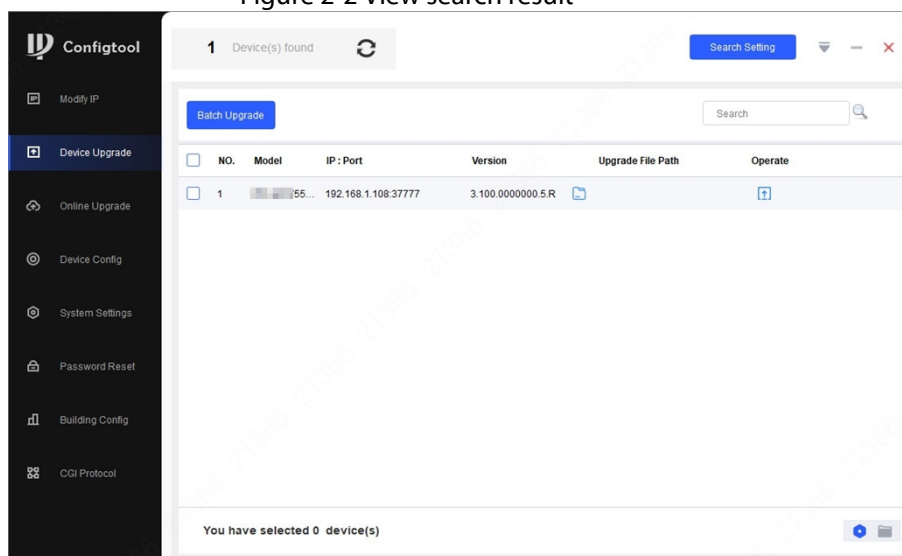 Figure 2-2 View search result
Configtool
1 Device(s) found
Search Setting
Modify IP
Batch Upgrade
Search
Device Upgrade
NO. Model IP : Port Version Upgrade File Path Operate
1 55... 192.168.1.108:37777 3.100.0000000.5.R
Online Upgrade
Device Config
System Settings
Password Reset
Building Config
CGI Protocol
You have selected 0 device(s)